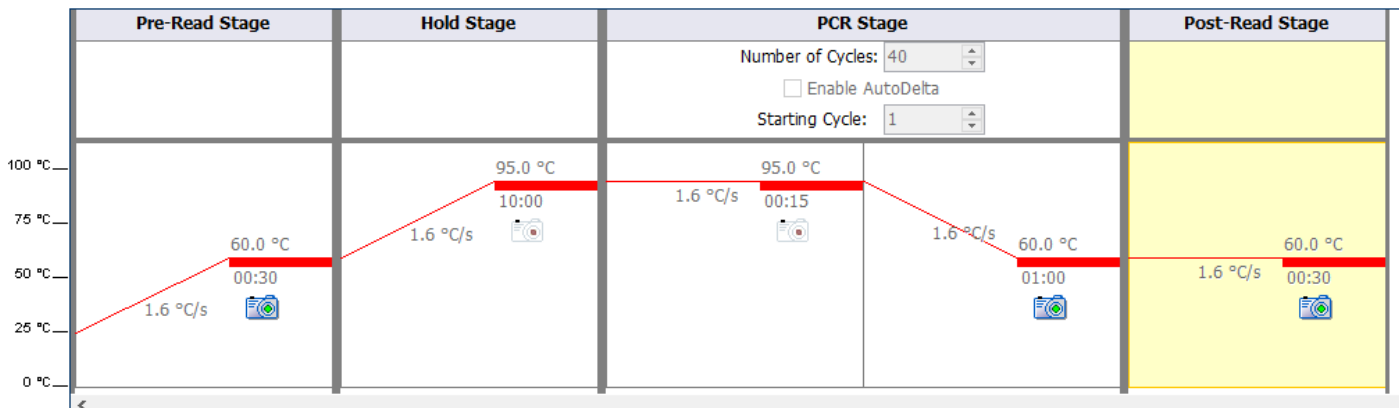 Pre-Read Stage
Hold Stage
PCR Stage
Post-Read Stage
Number of Cycles: 40
Enable AutoDelta
Starting Cycle: 1
100 °C
75 °C
50 °C
25 °C
0 °C
1.6 °C/s
60.0 °C
00:30
1.6 °C/s
95.0 °C
10:00
1.6 °C/s
95.0 °C
00:15
1.6 °C/s
60.0 °C
01:00
1.6 °C/s
60.0 °C
00:30